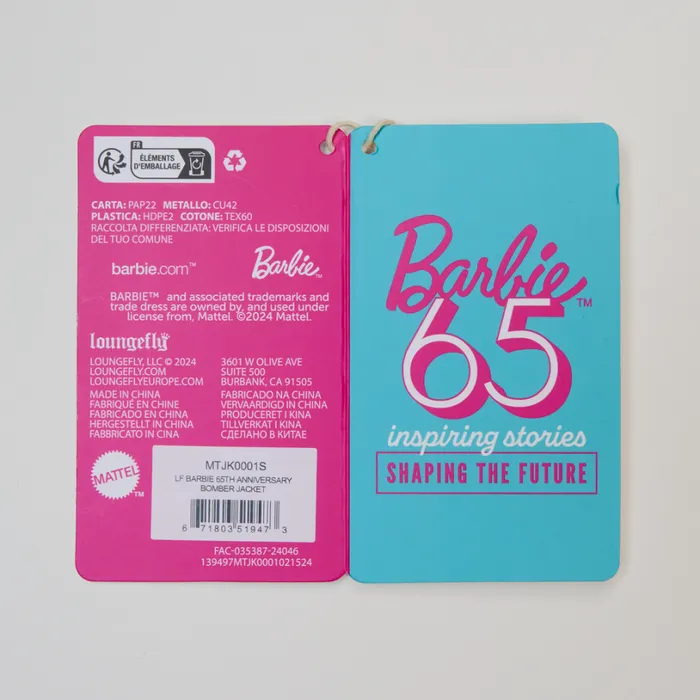 FR
ÉLÉMENTS
D'EMBALLAGE
CARTA: PAP22 METALLO: CU42
PLASTICA: HDPE2 COTONE: TEX60
RACCOLTA DIFFERENZIATA: VERIFICA LE DISPOSIZIONI
DEL TUO COMUNE
barbie.com™ Barbie™
BARBIE™ and associated trademarks and
trade dress are owned by, and used under
license from, Mattel. ©2024 Mattel.
loungefly
LOUNGEFLY, LLC © 2024
LOUNGEFLY.COM
LOUNGEFLYEUROPE.COM
3601 W OLIVE AVE
SUITE 500
BURBANK, CA 91505
MADE IN CHINA
FABRIQUÉ EN CHINE
FABRICADO EN CHINA
HERGESTELLT IN CHINA
FABBRICATO IN CINA
FABRICADO NA CHINA
VERVAARDIGD IN CHINA
PRODUCERET I KINA
TILLVERKAT I KINA
СДЕЛАНО В КИТАЕ
MATTEL™
MTJK0001S
LF BARBIE 65TH ANNIVERSARY
BOMBER JACKET
6 71803 51947 3
FAC-035387-24046
139497MTJK0001021524
Barbie™
65
inspiring stories
SHAPING THE FUTURE